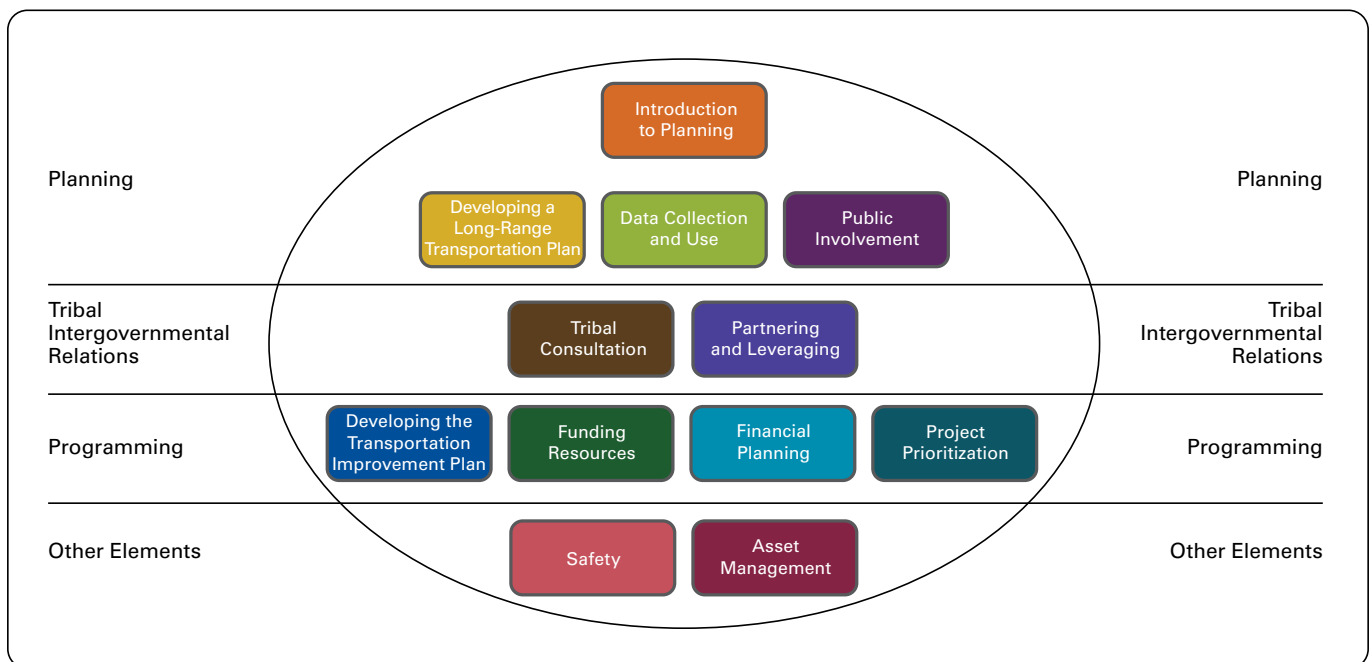 Introduction
to Planning
Planning
Planning
Developing a
Long-Range
Transportation Plan
Data Collection
and Use
Public
Involvement
Tribal
Intergovernmental
Relations
Tribal
Consultation
Partnering
and Leveraging
Tribal
Intergovernmental
Relations
Programming
Developing the
Transportation
Improvement Plan
Funding
Resources
Financial
Planning
Project
Prioritization
Programming
Other Elements
Safety
Asset
Management
Other Elements